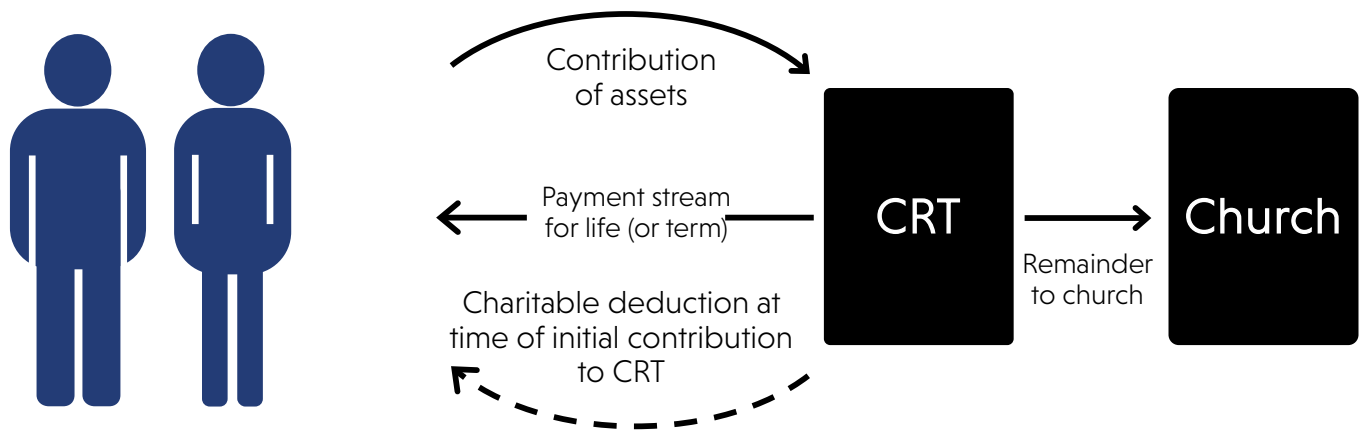 Contribution
of assets
Payment stream
for life (or term)
Charitable deduction at
time of initial contribution
to CRT
CRT
Remainder
to church
Church